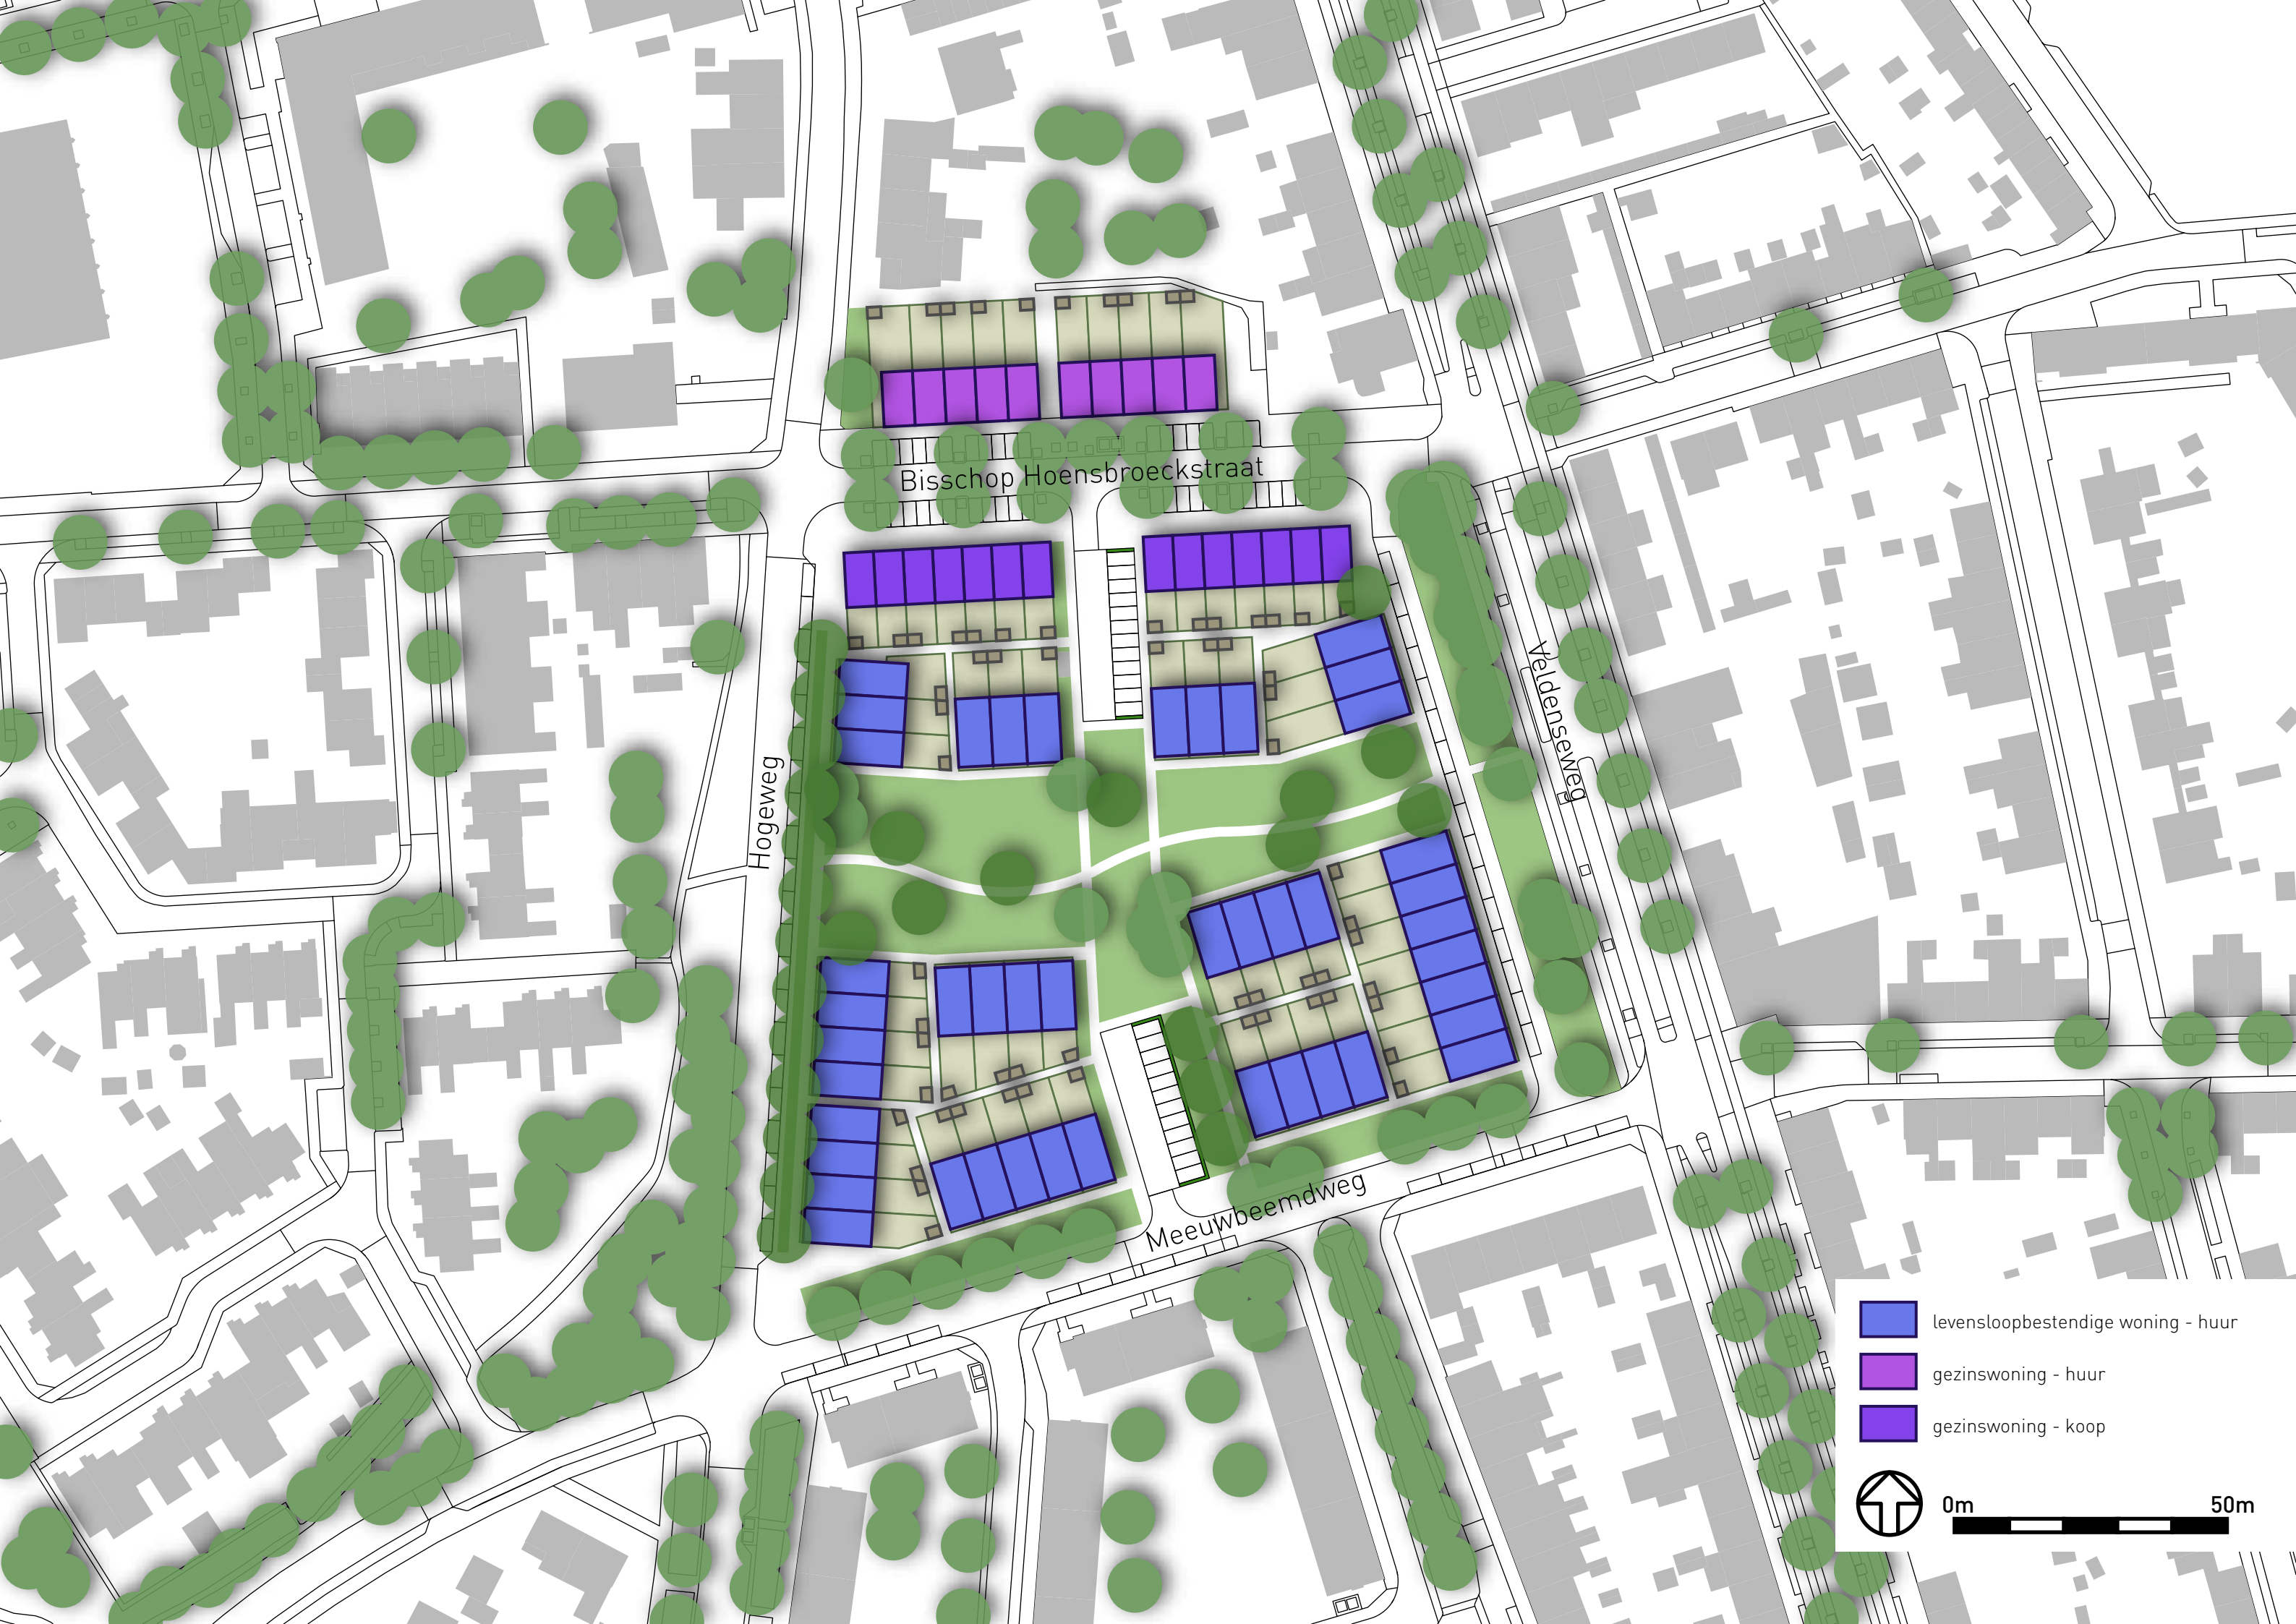 Bisschop Hoensbroeckstraat
Veldenseweg
Hogeweg
Meeuwbeemdweg
levensloopbestendige woning - huur
gezinswoning - huur
gezinswoning - koop
0m 50m